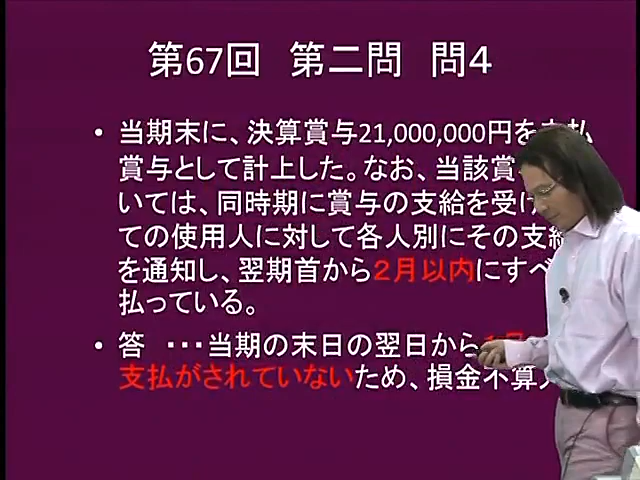 第67回 第二問 問4
• 当期末に、決算賞与21,000,000円を未払
賞与として計上した。なお、当該賞
いては、同時期に賞与の支給を受け
ての使用人に対して各人別にその支給
を通知し、翌期首から２月以内にすべ
払っている。
• 答 ･･･当期の末日の翌日から
支払がされていないため、損金不算入